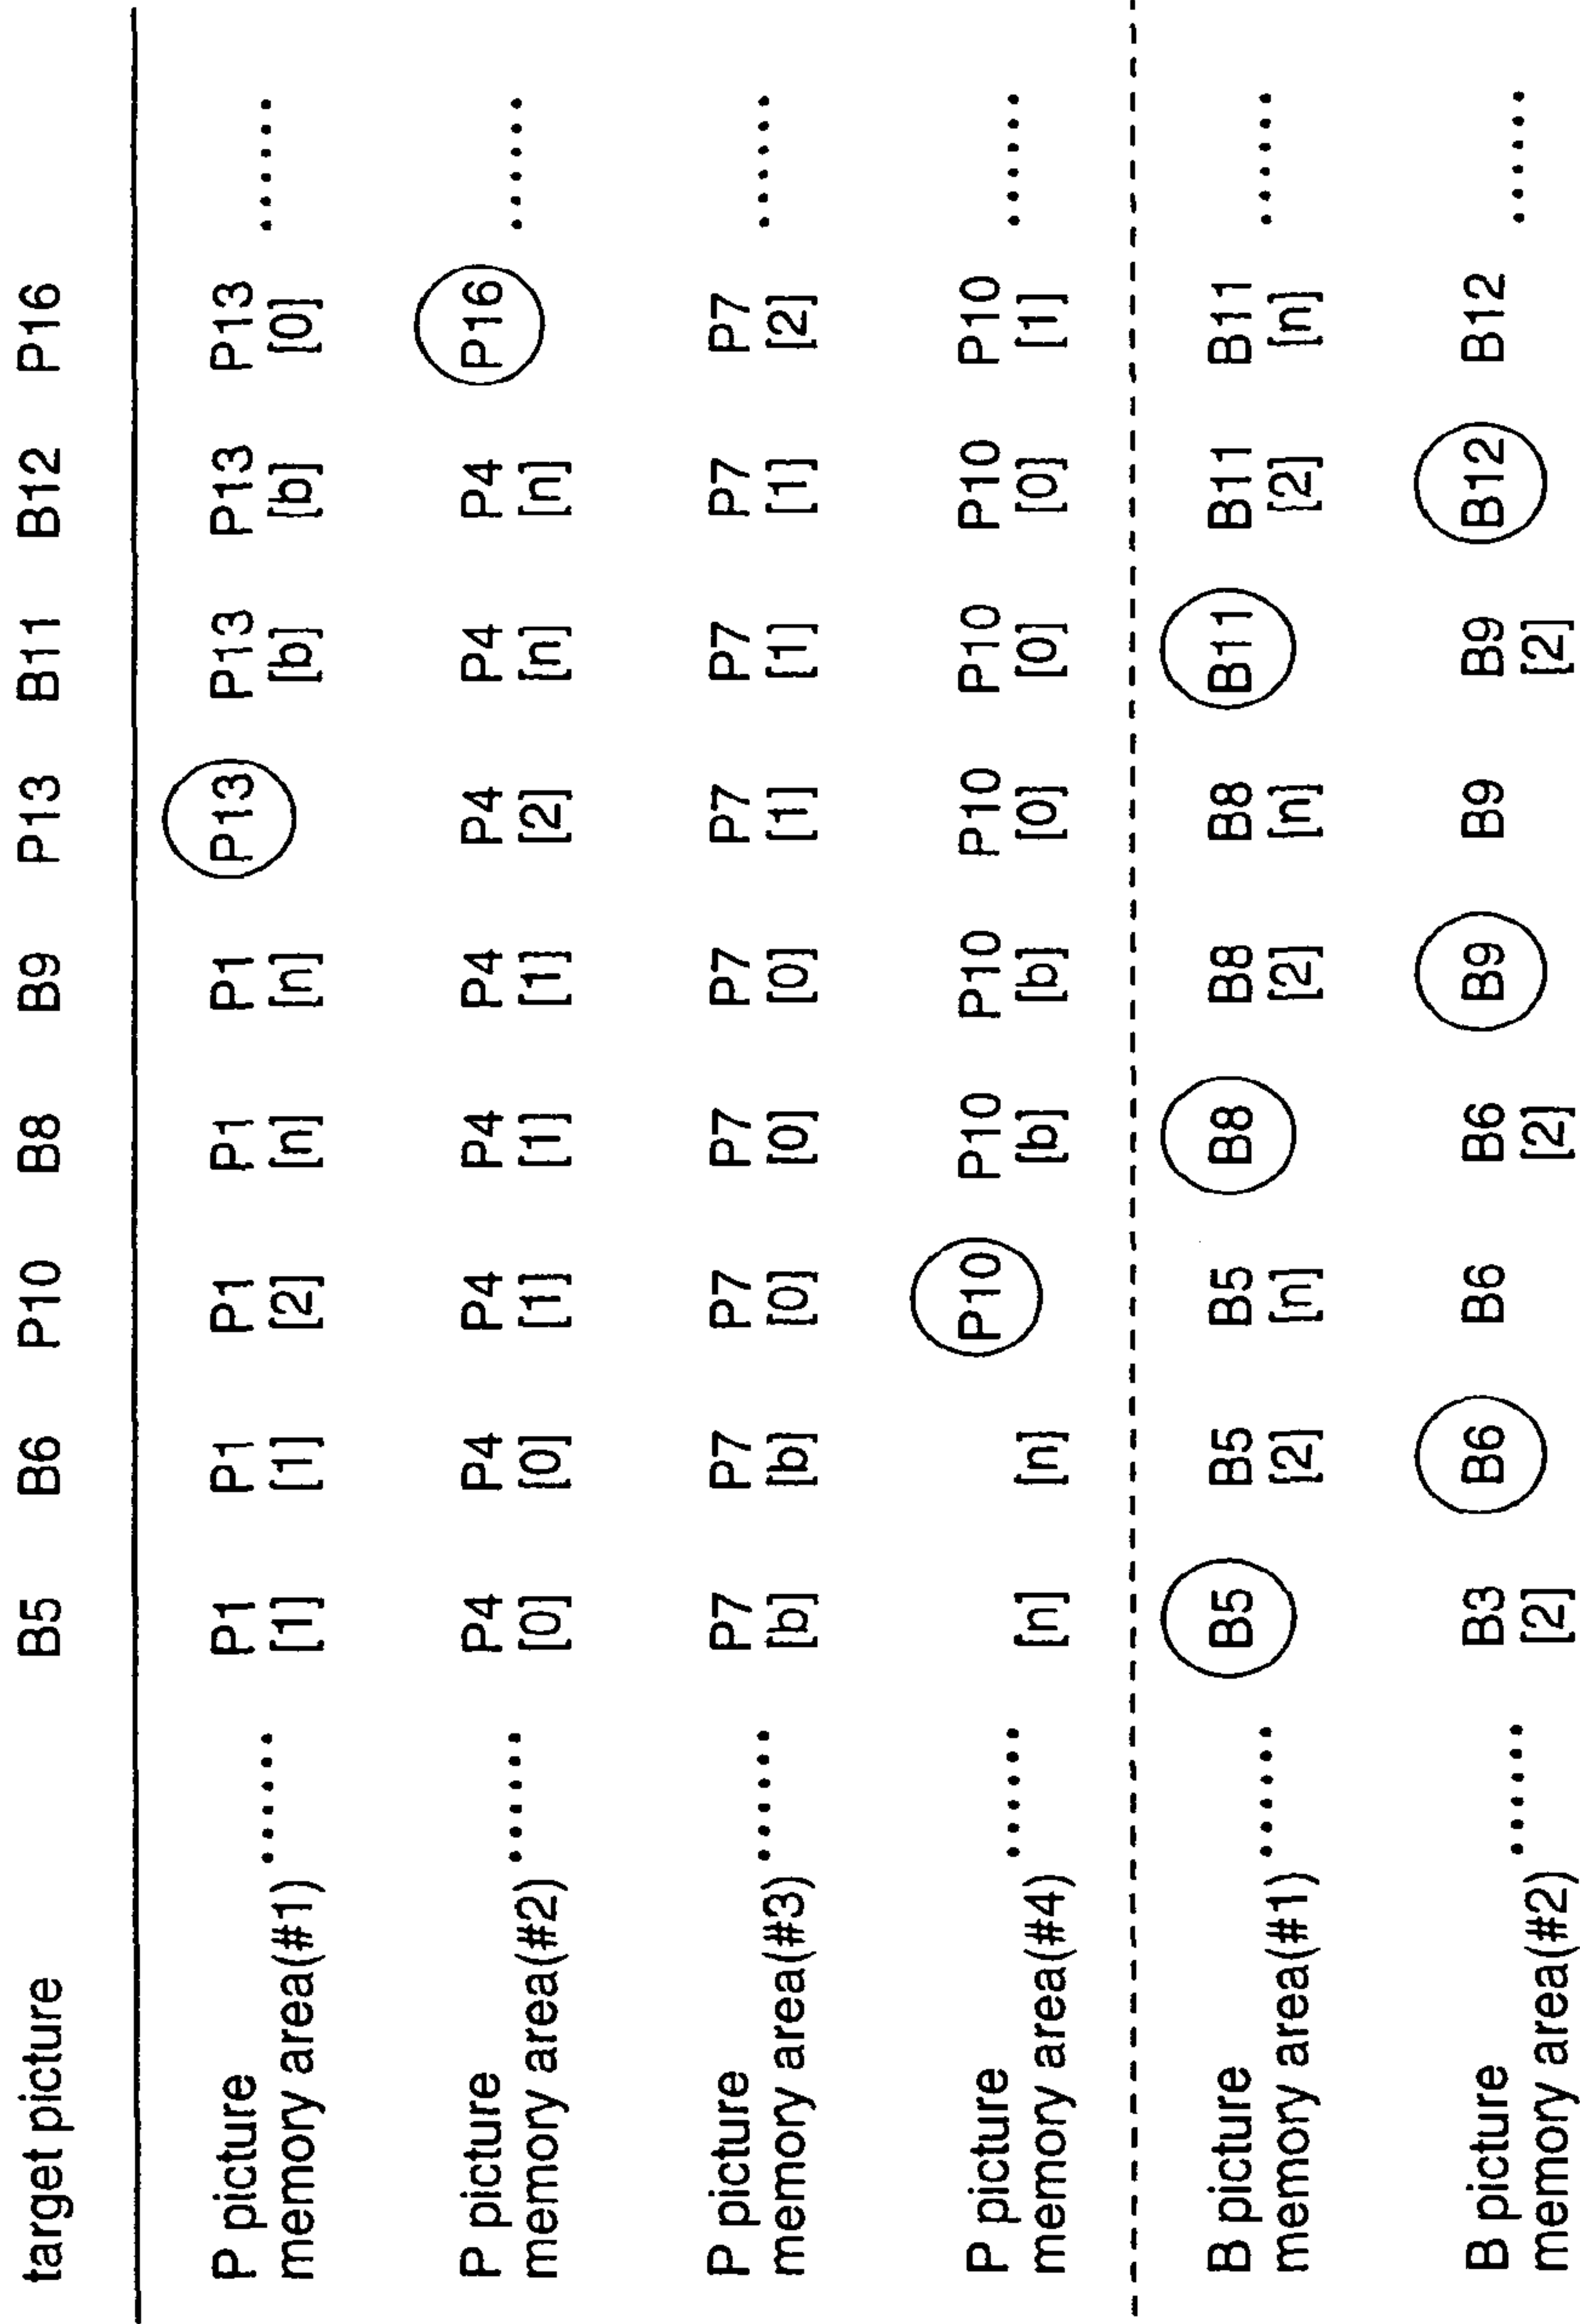 target picture B5 B6 P10 B8 B9 P13 B11 B12 P16
P picture P1 P1 P1 P1 P1 P13 P13 P13 P13
memory area(#1) ...... [1] [1] [2] [n] [n] [b] [b] [0] ......
P picture P4 P4 P4 P4 P4 P4 P4 P4 P16
memory area(#2) ...... [0] [0] [1] [1] [1] [2] [n] [n] ......
P picture P7 P7 P7 P7 P7 P7 P7 P7 P7
memory area(#3) ...... [b] [b] [0] [0] [0] [1] [1] [1] [2] ......
P picture P10 P10 P10 P10 P10 P10 P10
memory area(#4) ...... [n] [n] [b] [b] [0] [0] [0] [1] ......
B picture B5 B5 B5 B8 B8 B8 B11 B11 B11
memory area(#1) ...... [2] [n] [2] [n] [2] [n] ......
B picture B3 B6 B6 B6 B9 B9 B9 B12 B12
memory area(#2) ...... [2] [2] [2] ......